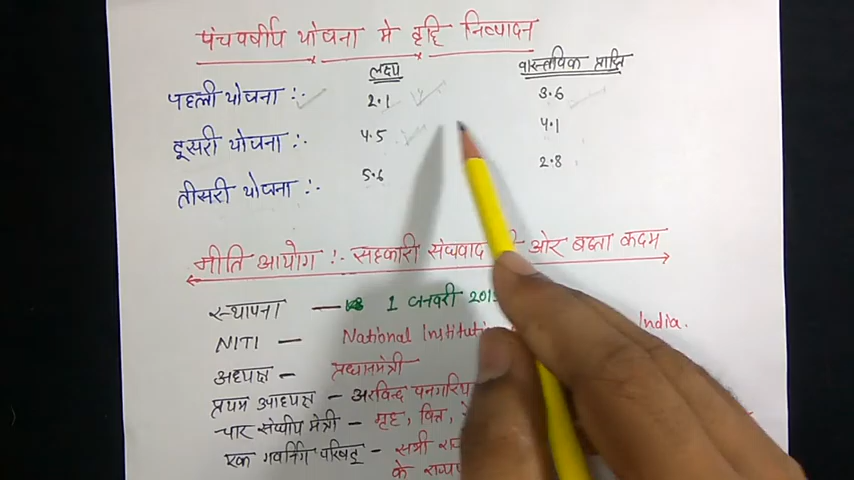 पंचवर्षीय योजना मे वृद्धि निष्पादन
लक्ष्य वास्तविक प्राप्ति
पहली योजना :- 2.1 3.6
दूसरी योजना :- 4.5 4.1
तीसरी योजना :- 5.6 2.8
नीति आयोग :- सहकारी संघवाद की ओर बढ़ता कदम
स्थापना — 1 जनवरी 201
NITI — National India.
अध्यक्ष — प्रधानमंत्री
प्रथम उपाध्यक्ष — अरविन्द
चार संघीय मंत्री — गृह, वित्त,
एक गवर्निंग परिषद् — सभी
के